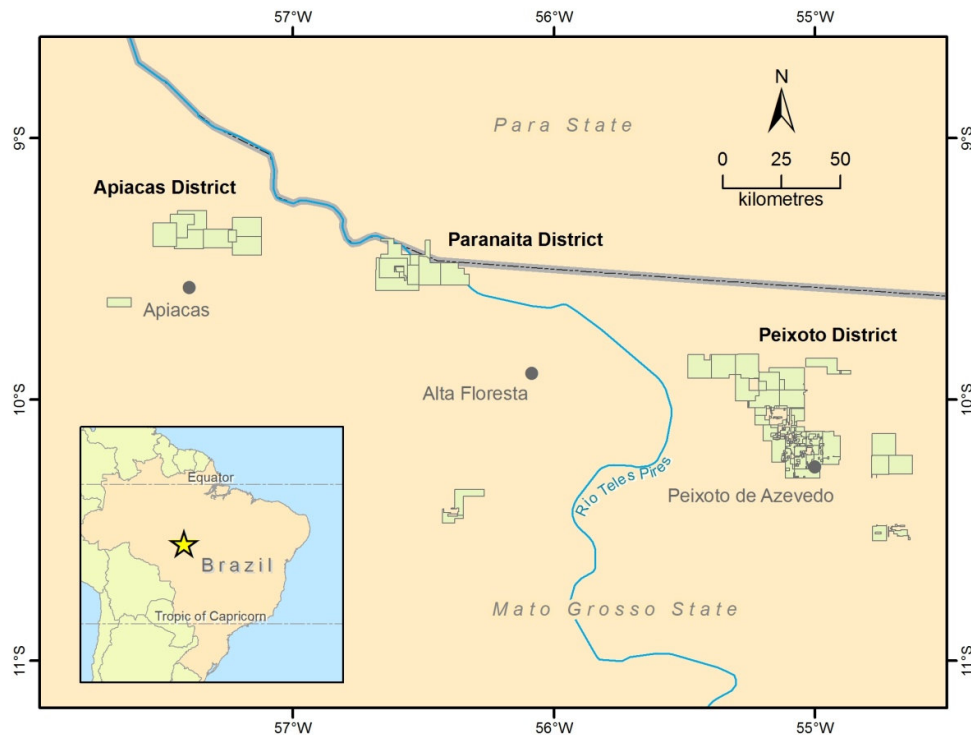 57°W
56°W
55°W
N
Para State
9°S
9°S
0 25 50
kilometres
Apiacas District
Paranaita District
Apiacas
Peixoto District
Alta Floresta
10°S
10°S
Rio Teles Pires
Peixoto de Azevedo
Equator
Brazil
Tropic of Capricorn
Mato Grosso State
11°S
11°S
57°W
56°W
55°W